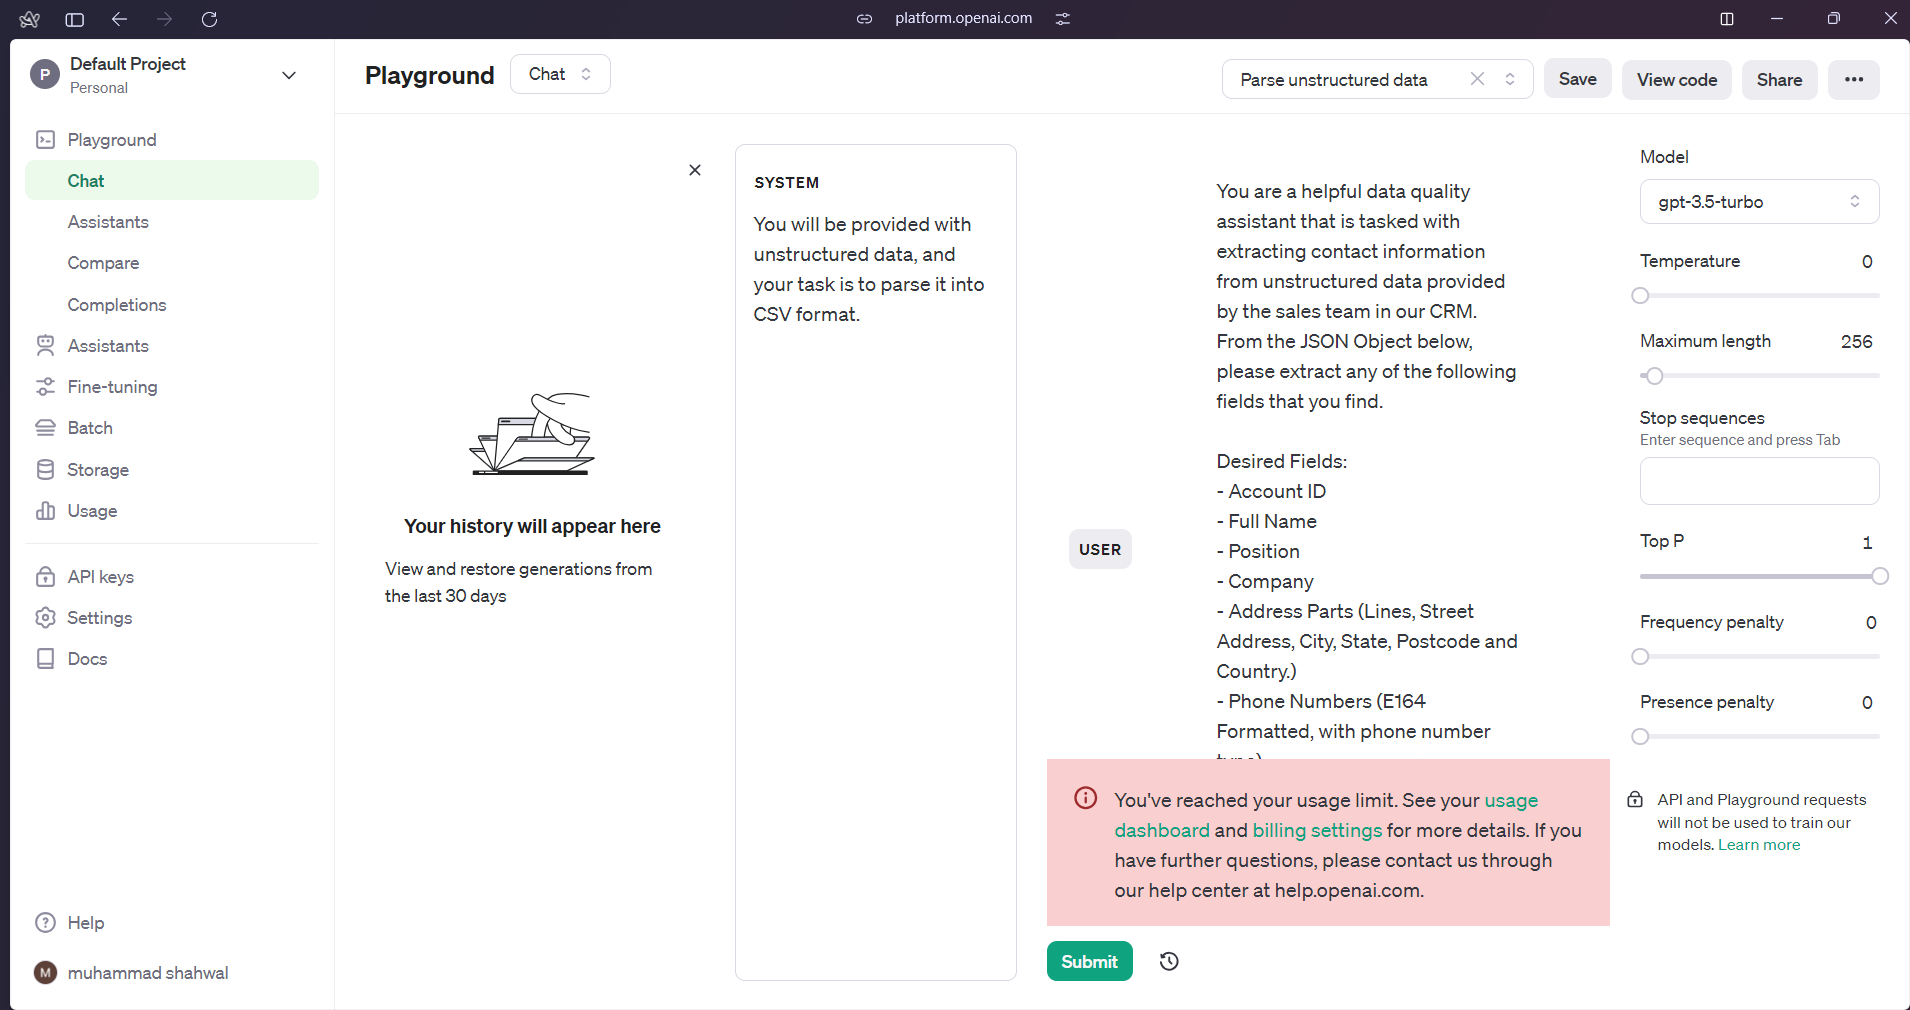 platform.openai.com
P
Default Project
Personal
Playground
Chat
Assistants
Compare
Completions
Assistants
Fine-tuning
Batch
Storage
Usage
API keys
Settings
Docs
Help
M
muhammad shahwal
Playground
Chat
Parse unstructured data
Save
View code
Share
Your history will appear here
View and restore generations from
the last 30 days
SYSTEM
You will be provided with
unstructured data, and
your task is to parse it into
CSV format.
USER
You are a helpful data quality
assistant that is tasked with
extracting contact information
from unstructured data provided
by the sales team in our CRM.
From the JSON Object below,
please extract any of the following
fields that you find.
Desired Fields:
- Account ID
- Full Name
- Position
- Company
- Address Parts (Lines, Street
Address, City, State, Postcode and
Country.)
- Phone Numbers (E164
Formatted, with phone number
type)
You've reached your usage limit. See your usage
dashboard and billing settings for more details. If you
have further questions, please contact us through
our help center at help.openai.com.
Submit
Model
gpt-3.5-turbo
Temperature 0
Maximum length 256
Stop sequences
Enter sequence and press Tab
Top P 1
Frequency penalty 0
Presence penalty 0
API and Playground requests
will not be used to train our
models. Learn more